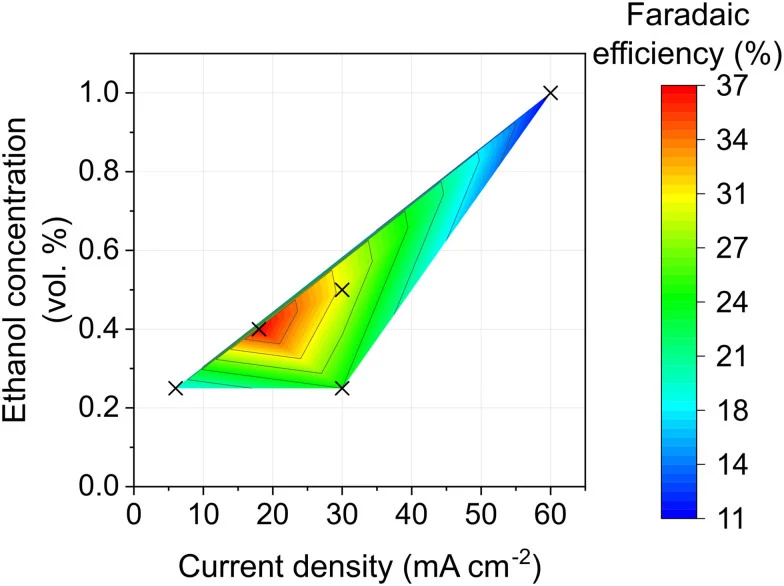 Faradaic
efficiency (%)
37
34
31
27
24
21
18
14
11
Ethanol concentration
(vol. %)
1.0
0.8
0.6
0.4
0.2
0.0
0 10 20 30 40 50 60
Current density (mA cm-2)